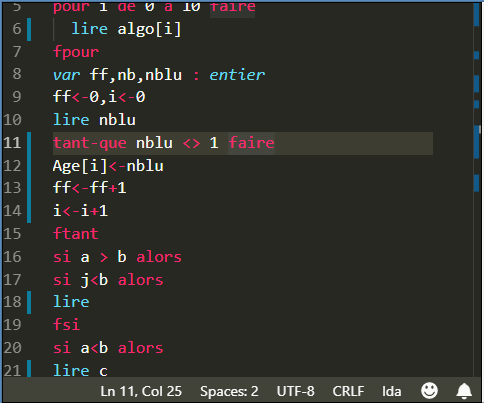 5 pour i de 0 a 10 faire
6 lire algo[i]
7 fpour
8 var ff,nb,nblu : entier
9 ff<-0,i<-0
10 lire nblu
11 tant-que nblu <> 1 faire
12 Age[i]<-nblu
13 ff<-ff+1
14 i<-i+1
15 ftant
16 si a > b alors
17 si j<b alors
18 lire
19 fsi
20 si a<b alors
21 lire c
Ln 11, Col 25 Spaces: 2 UTF-8 CRLF lda